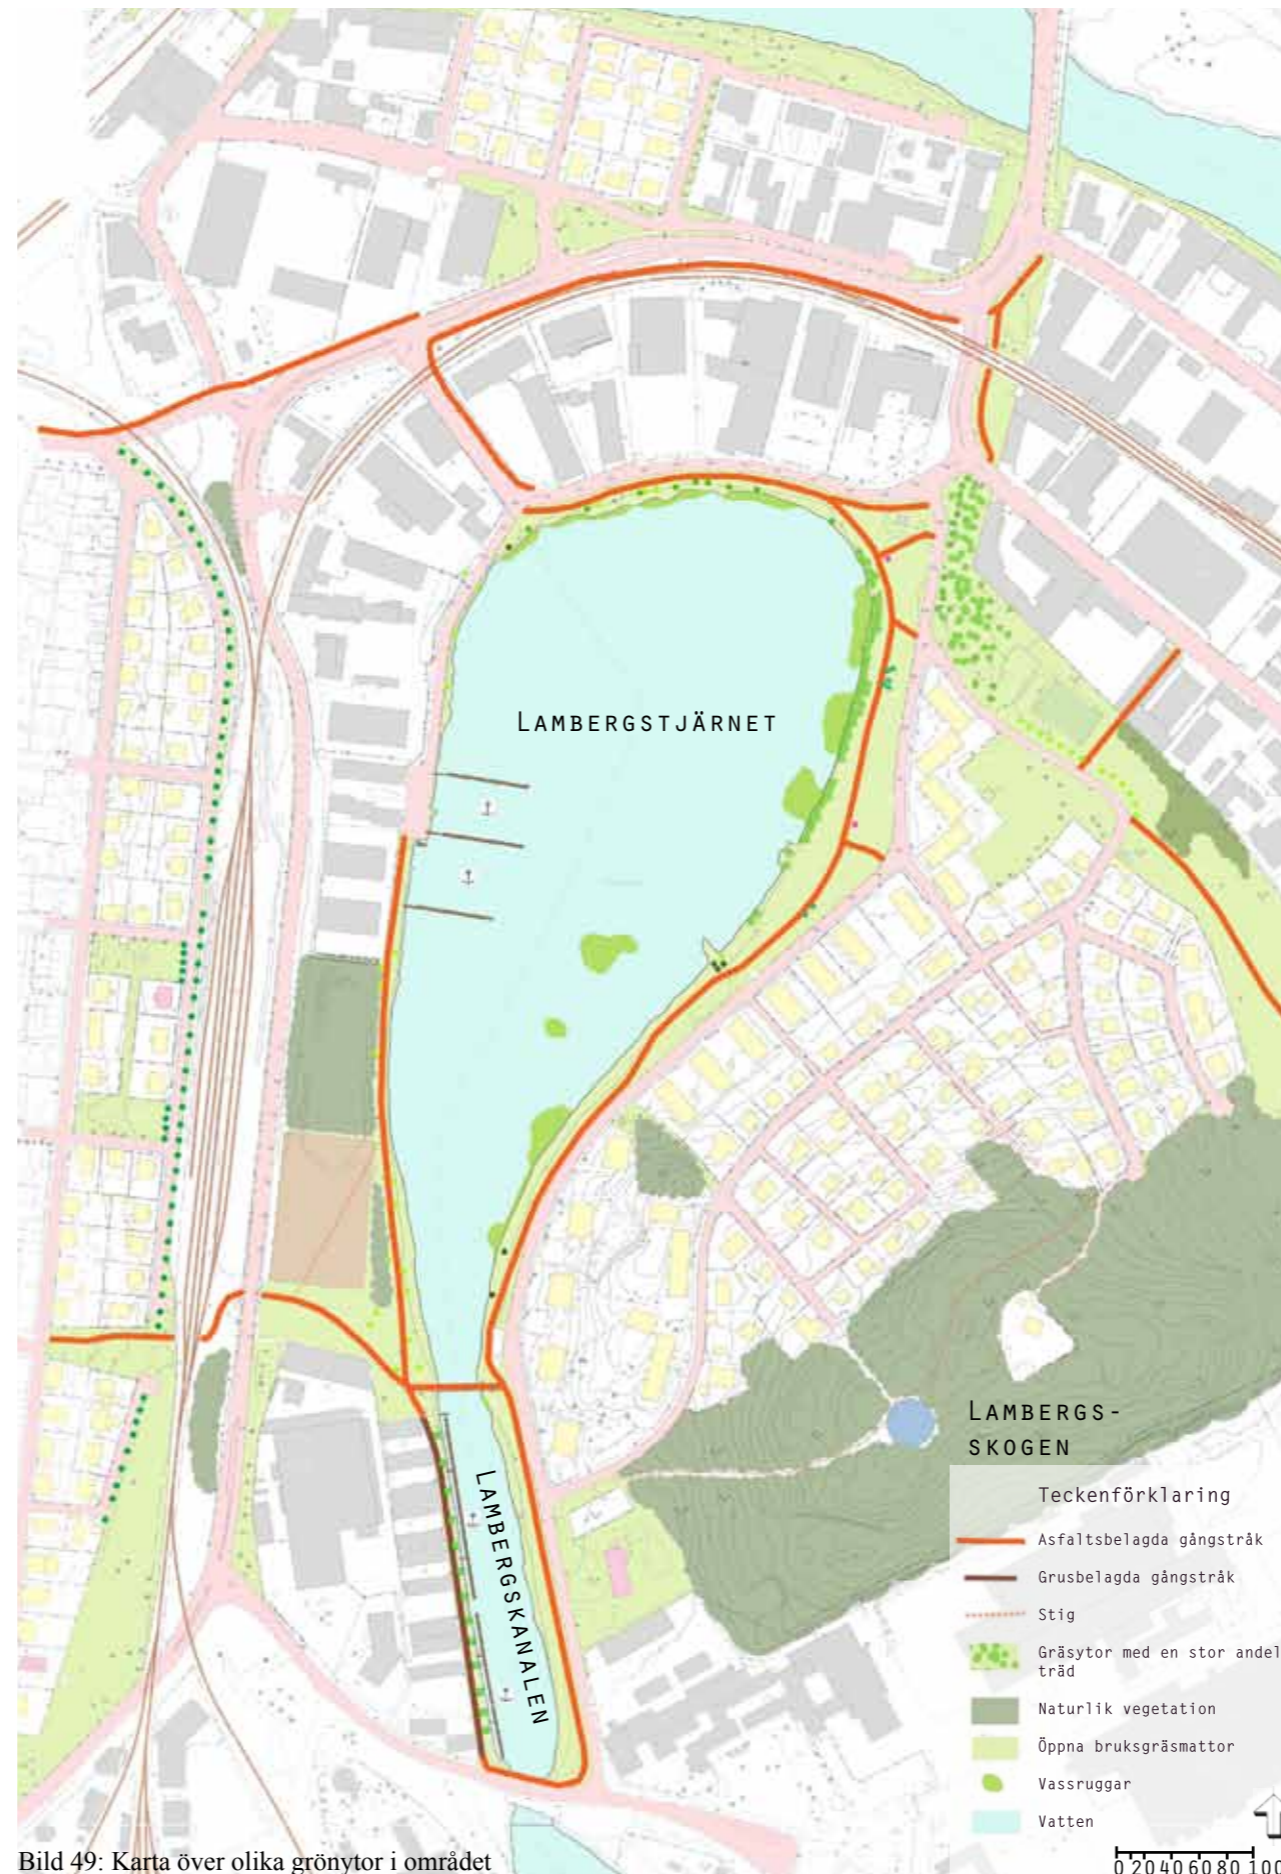 LAMBERGSTJÄRNET
LAMBERGS-
SKOGEN
LAMBERGSKANALEN
Teckenförklaring
Asfaltsbelagda gångstråk
Grusbelagda gångstråk
Stig
Gräsytor med en stor andel
träd
Naturlik vegetation
Öppna bruksgräsmattor
Vassruggar
Vatten
0 20 40 60 80 100
Bild 49: Karta över olika grönytor i området